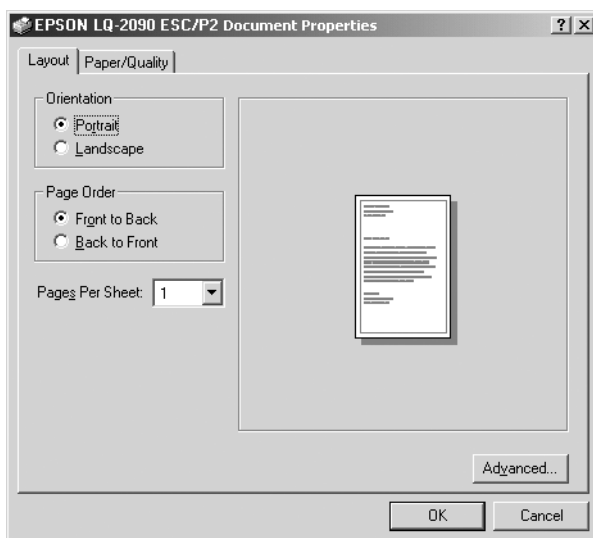 EPSON LQ-2090 ESC/P2 Document Properties
Layout Paper/Quality
Orientation
Portrait
Landscape
Page Order
Front to Back
Back to Front
Pages Per Sheet: 1
Advanced...
OK Cancel